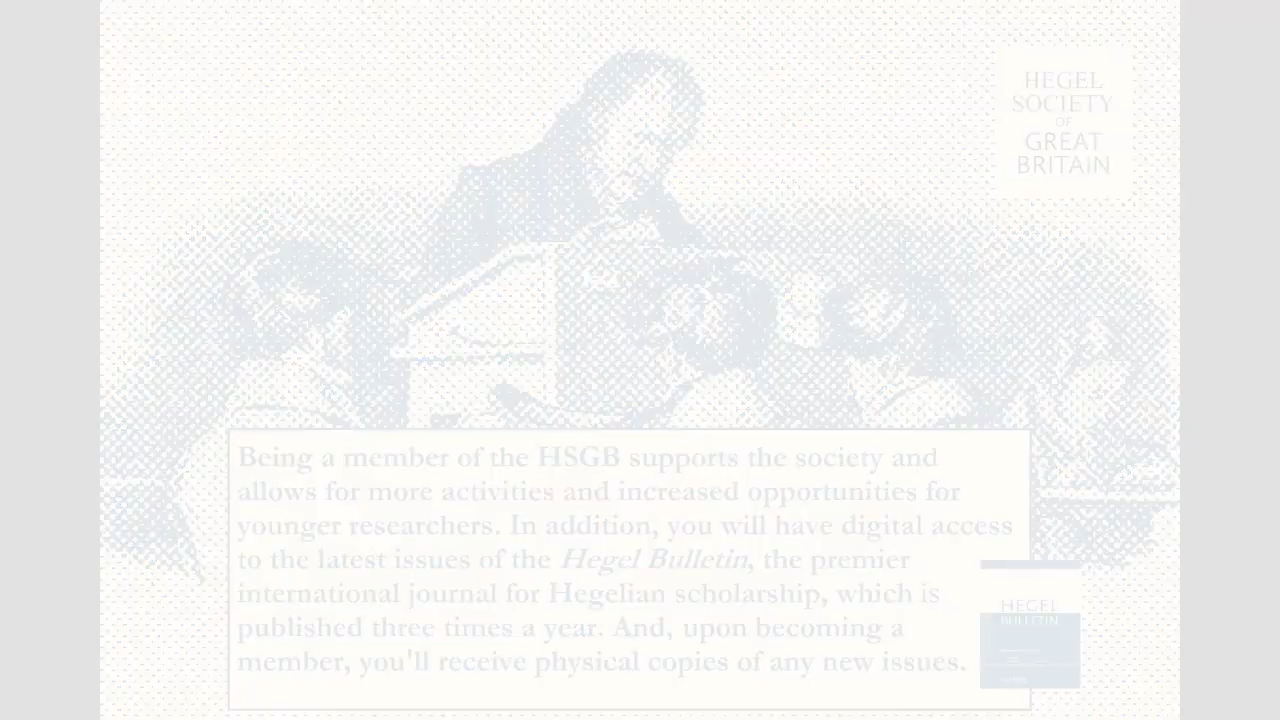 HEGEL
SOCIETY
OF
GREAT
BRITAIN
Being a member of the HSGB supports the society and
allows for more activities and increased opportunities for
younger researchers. In addition, you will have digital access
to the latest issues of the Hegel Bulletin, the premier
international journal for Hegelian scholarship, which is
published three times a year. And, upon becoming a
member, you'll receive physical copies of any new issues.
HEGEL
BULLETIN